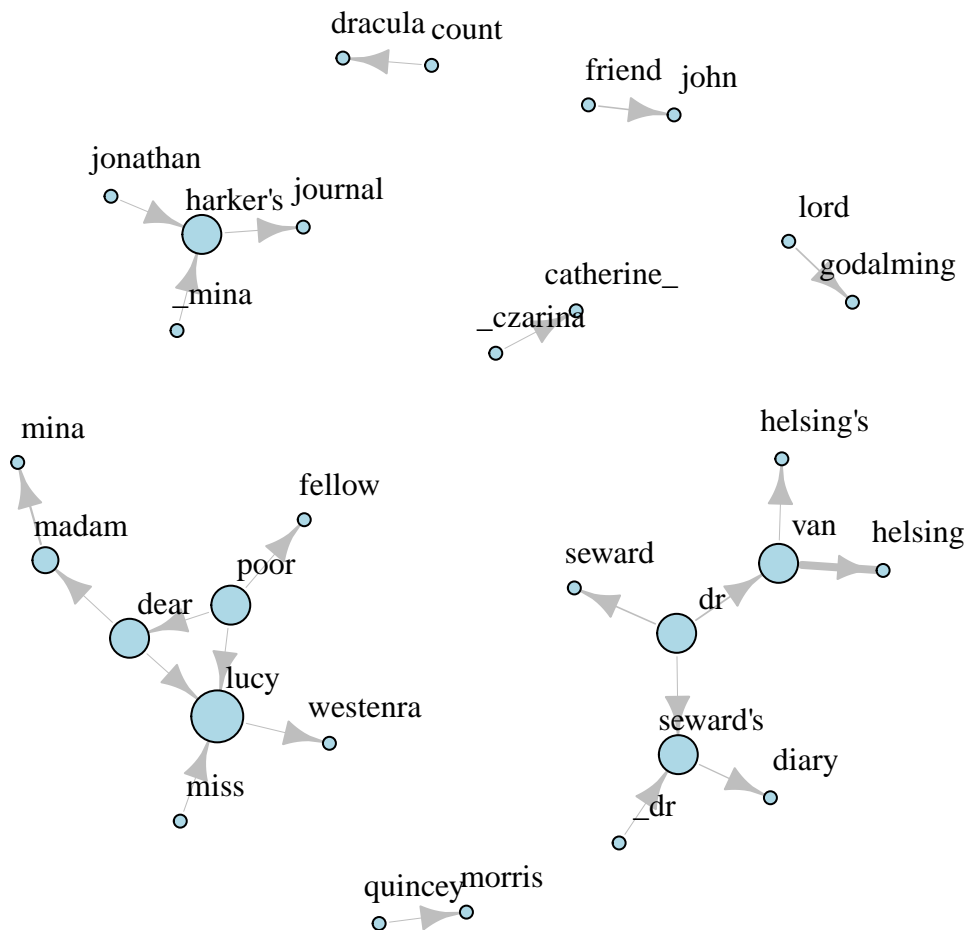 dracula count
friend john
jonathan
harker's journal
lord
_mina
catherine_
godalming
_czarina
mina
helsing's
fellow
madam
van
helsing
seward
poor
dear
dr
lucy
westenra
seward's
miss
diary
_dr
quincey morris